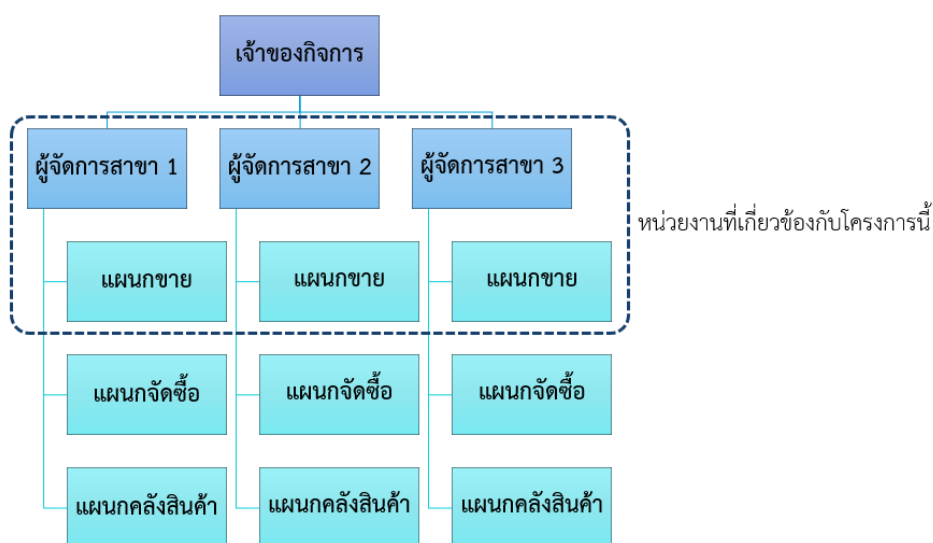 เจ้าของกิจการ
ผู้จัดการสาขา 1
ผู้จัดการสาขา 2
ผู้จัดการสาขา 3
หน่วยงานที่เกี่ยวข้องกับโครงการนี้
แผนกขาย
แผนกขาย
แผนกขาย
แผนกจัดซื้อ
แผนกจัดซื้อ
แผนกจัดซื้อ
แผนกคลังสินค้า
แผนกคลังสินค้า
แผนกคลังสินค้า